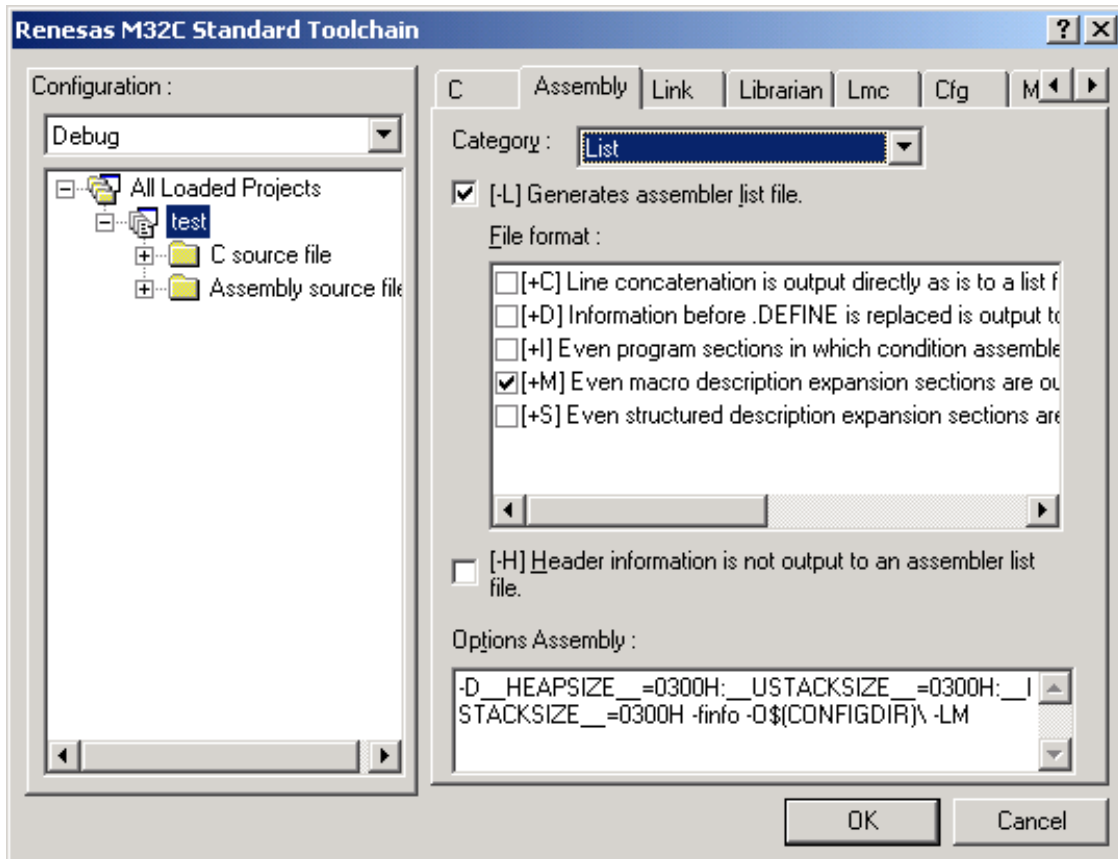 Renesas M32C Standard Toolchain
Configuration :
Debug
All Loaded Projects
test
C source file
Assembly source file
C Assembly Link Librarian Lmc Cfg M
Category : List
[-L] Generates assembler list file.
File format :
[+C] Line concatenation is output directly as is to a list f
[+D] Information before .DEFINE is replaced is output to
[+I] Even program sections in which condition assemble
[+M] Even macro description expansion sections are ou
[+S] Even structured description expansion sections are
[-H] Header information is not output to an assembler list
file.
Options Assembly :
-D__HEAPSIZE__=0300H:__USTACKSIZE__=0300H:__I
STACKSIZE__=0300H -finfo -O$(CONFIGDIR)\ -LM
OK Cancel